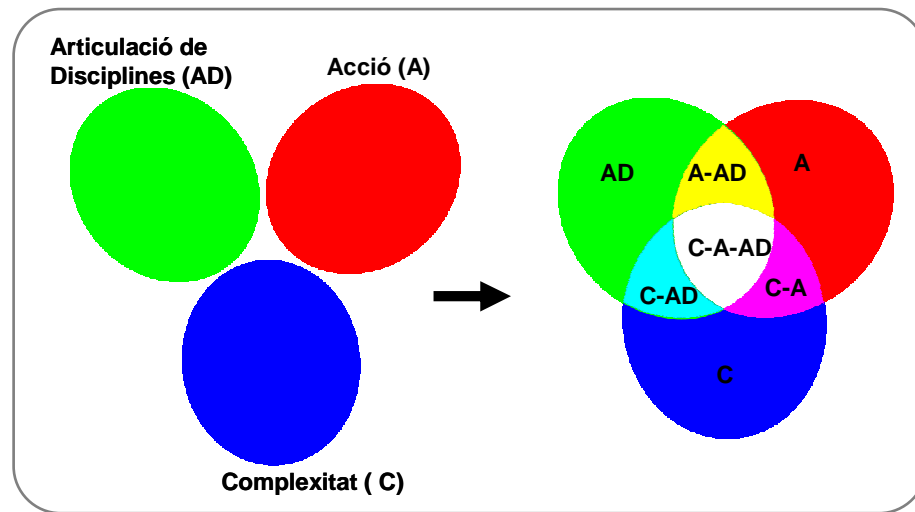 Articulació de
Disciplines (AD)
Acció (A)
Complexitat ( C)
AD
A-AD
A
C-A-AD
C-AD
C-A
C